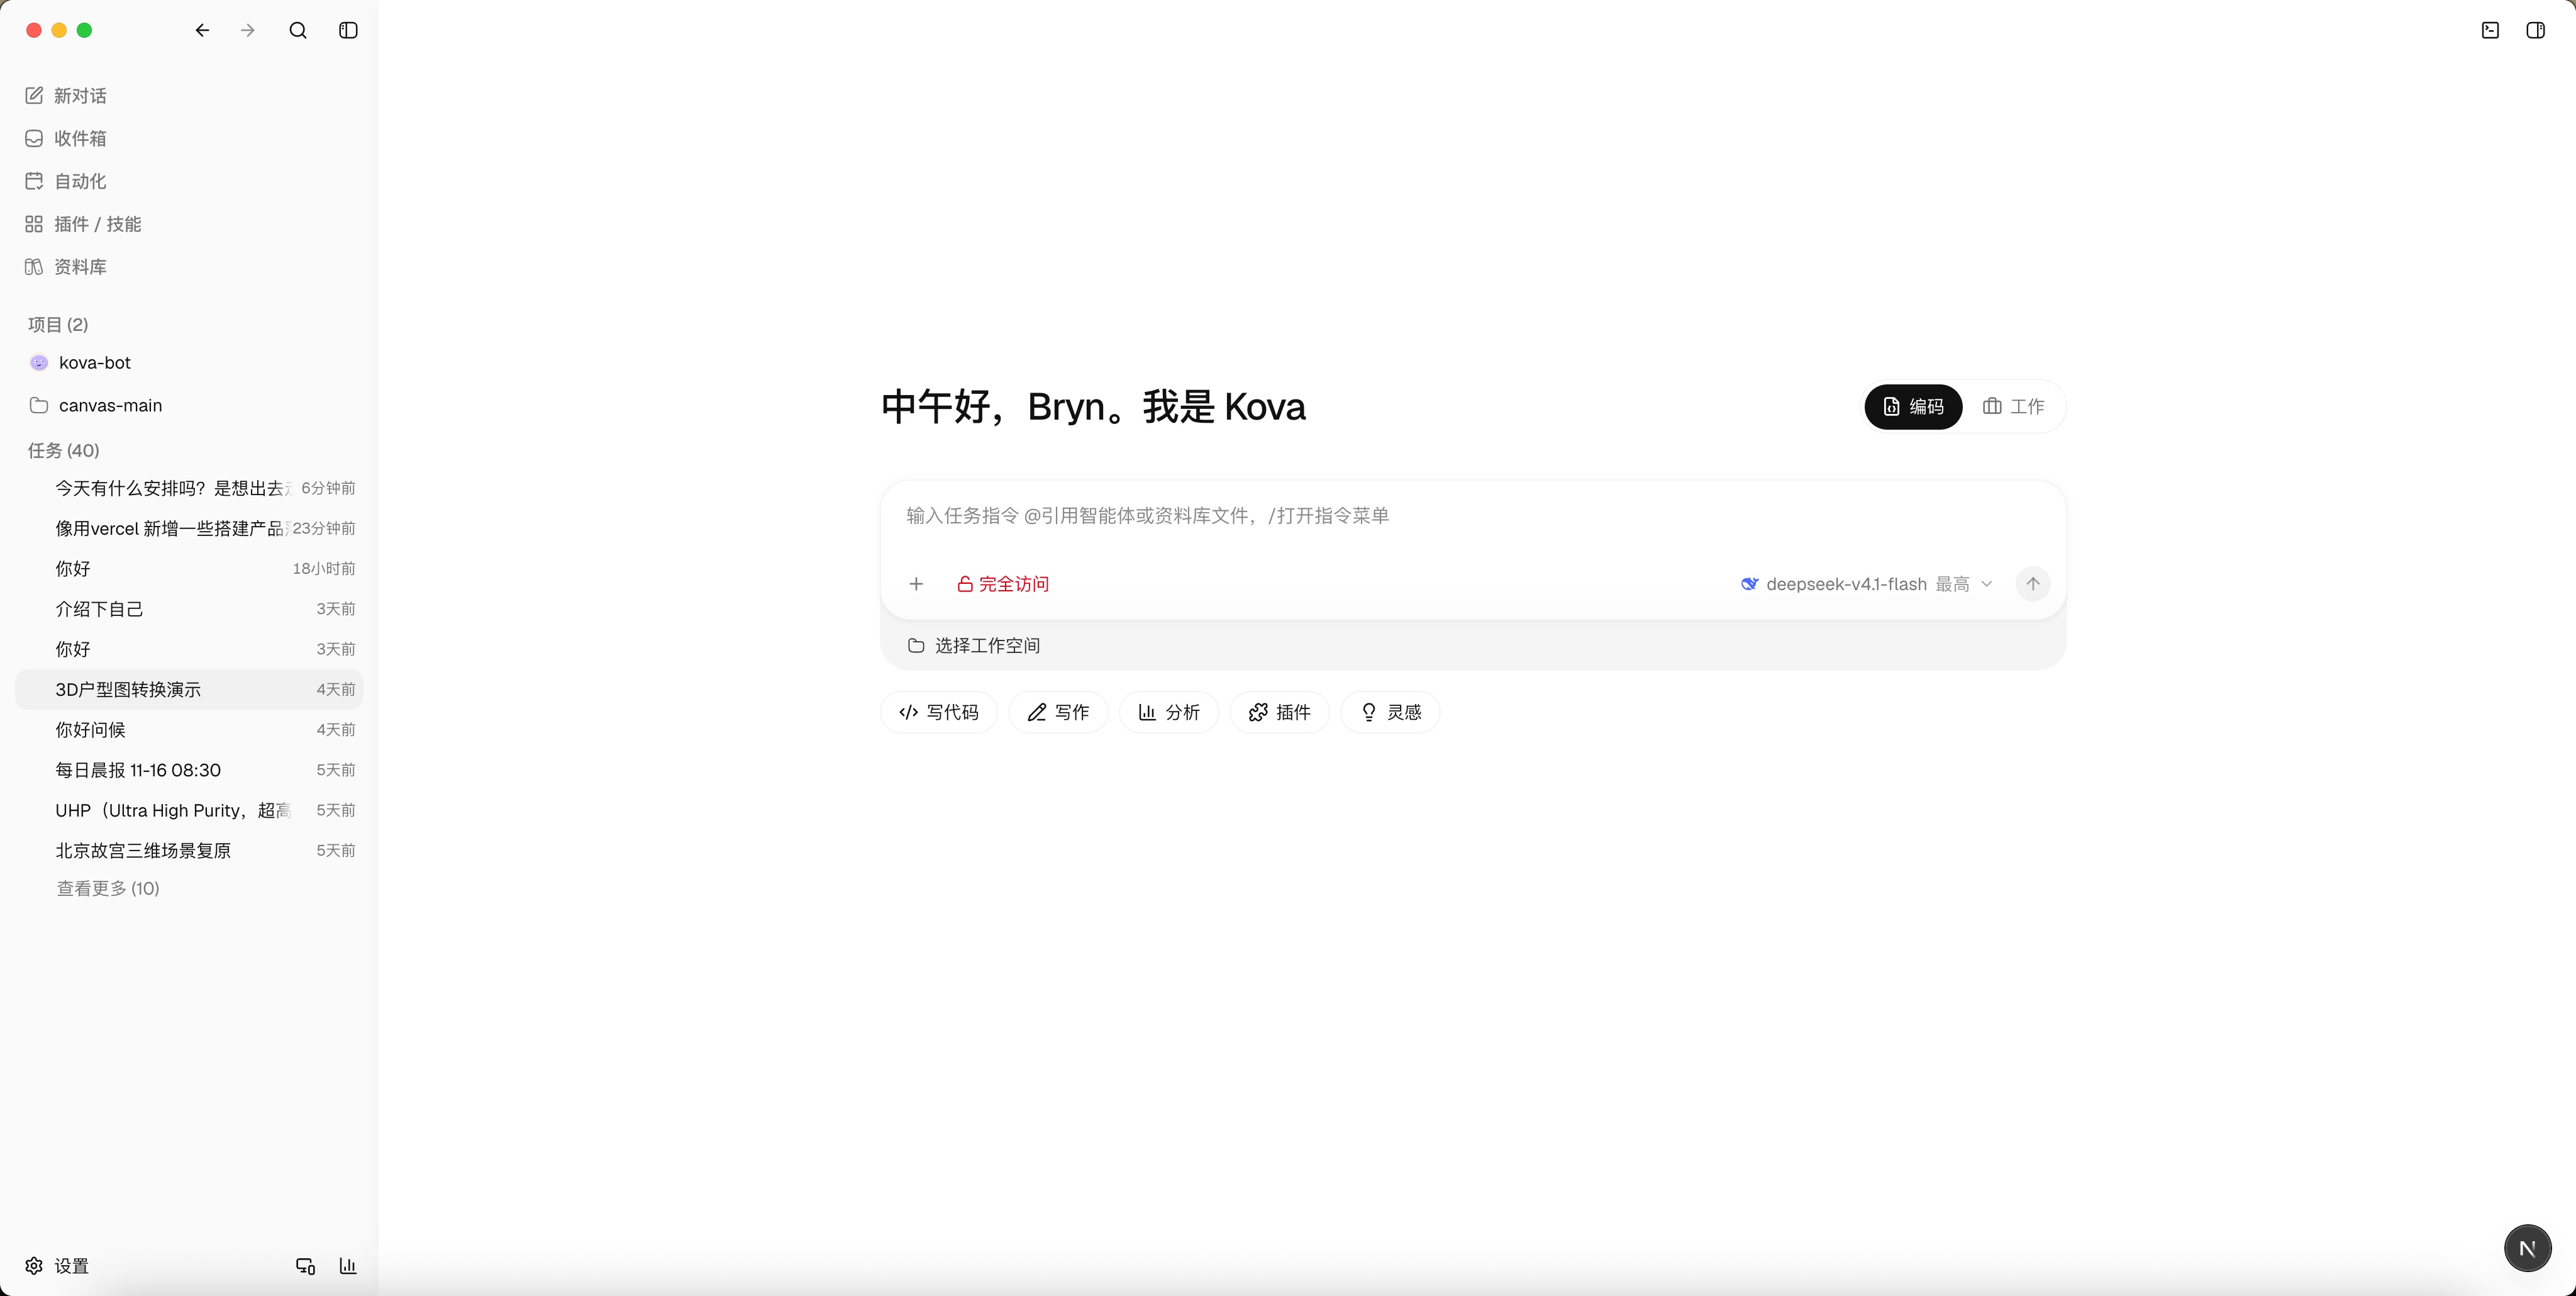 新对话
收件箱
自动化
插件 / 技能
资料库
项目 (2)
kova-bot
canvas-main
任务 (40)
今天有什么安排吗？是想出去 6分钟前
像用vercel 新增一些搭建产品 23分钟前
你好 18小时前
介绍下自己 3天前
你好 3天前
3D户型图转换演示 4天前
你好问候 4天前
每日晨报 11-16 08:30 5天前
UHP（Ultra High Purity，超高 5天前
北京故宫三维场景复原 5天前
查看更多 (10)
设置
中午好，Bryn。我是 Kova
编码 工作
输入任务指令 @引用智能体或资料库文件，/打开指令菜单
完全访问 deepseek-v4.1-flash 最高
选择工作空间
写代码 写作 分析 插件 灵感
N